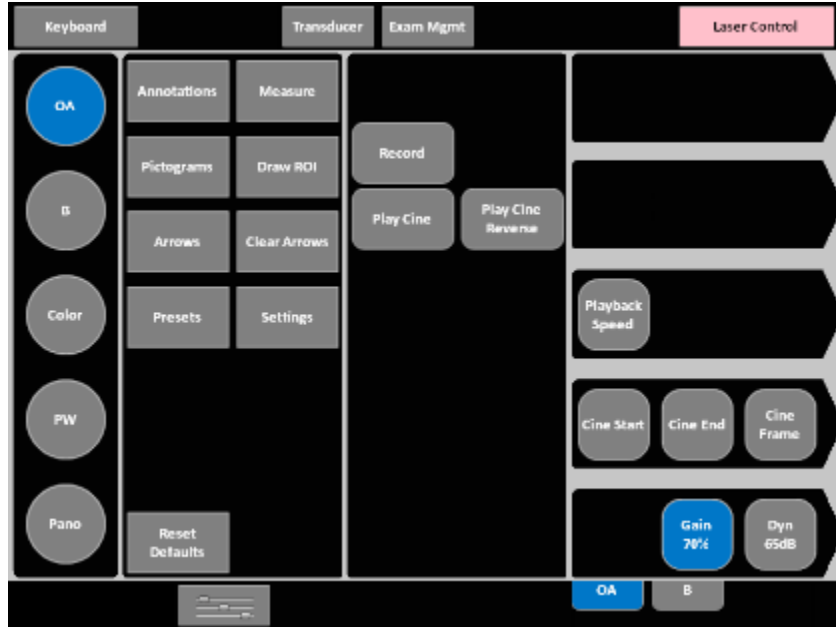 Keyboard
Transducer
Exam Mgmt
Laser Control
OA
B
Color
PW
Pano
Annotations
Measure
Pictograms
Draw ROI
Arrows
Clear Arrows
Presets
Settings
Reset
Defaults
Record
Play Cine
Play Cine
Reverse
Playback
Speed
Cine Start
Cine End
Cine
Frame
Gain
70%
Dyn
65dB
OA
B